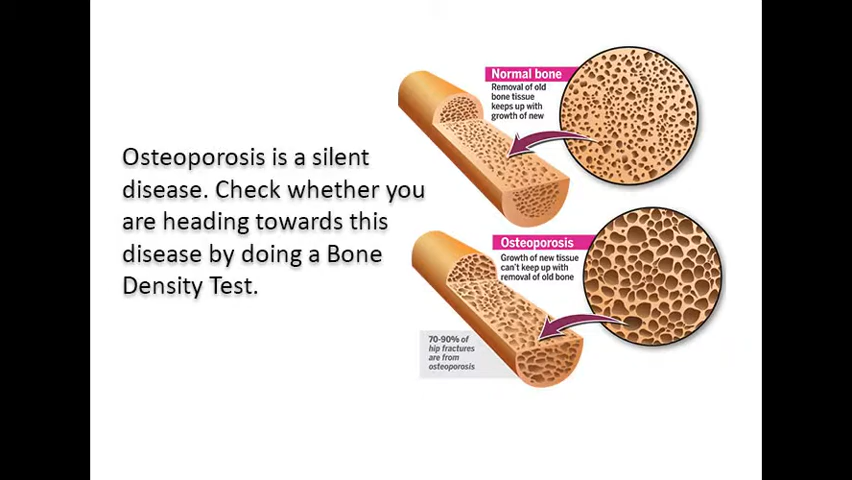 Osteoporosis is a silent
disease. Check whether you
are heading towards this
disease by doing a Bone
Density Test.
Normal bone
Removal of old
bone tissue
keeps up with
growth of new
Osteoporosis
Growth of new tissue
can't keep up with
removal of old bone
70-90% of
hip fractures
are from
osteoporosis